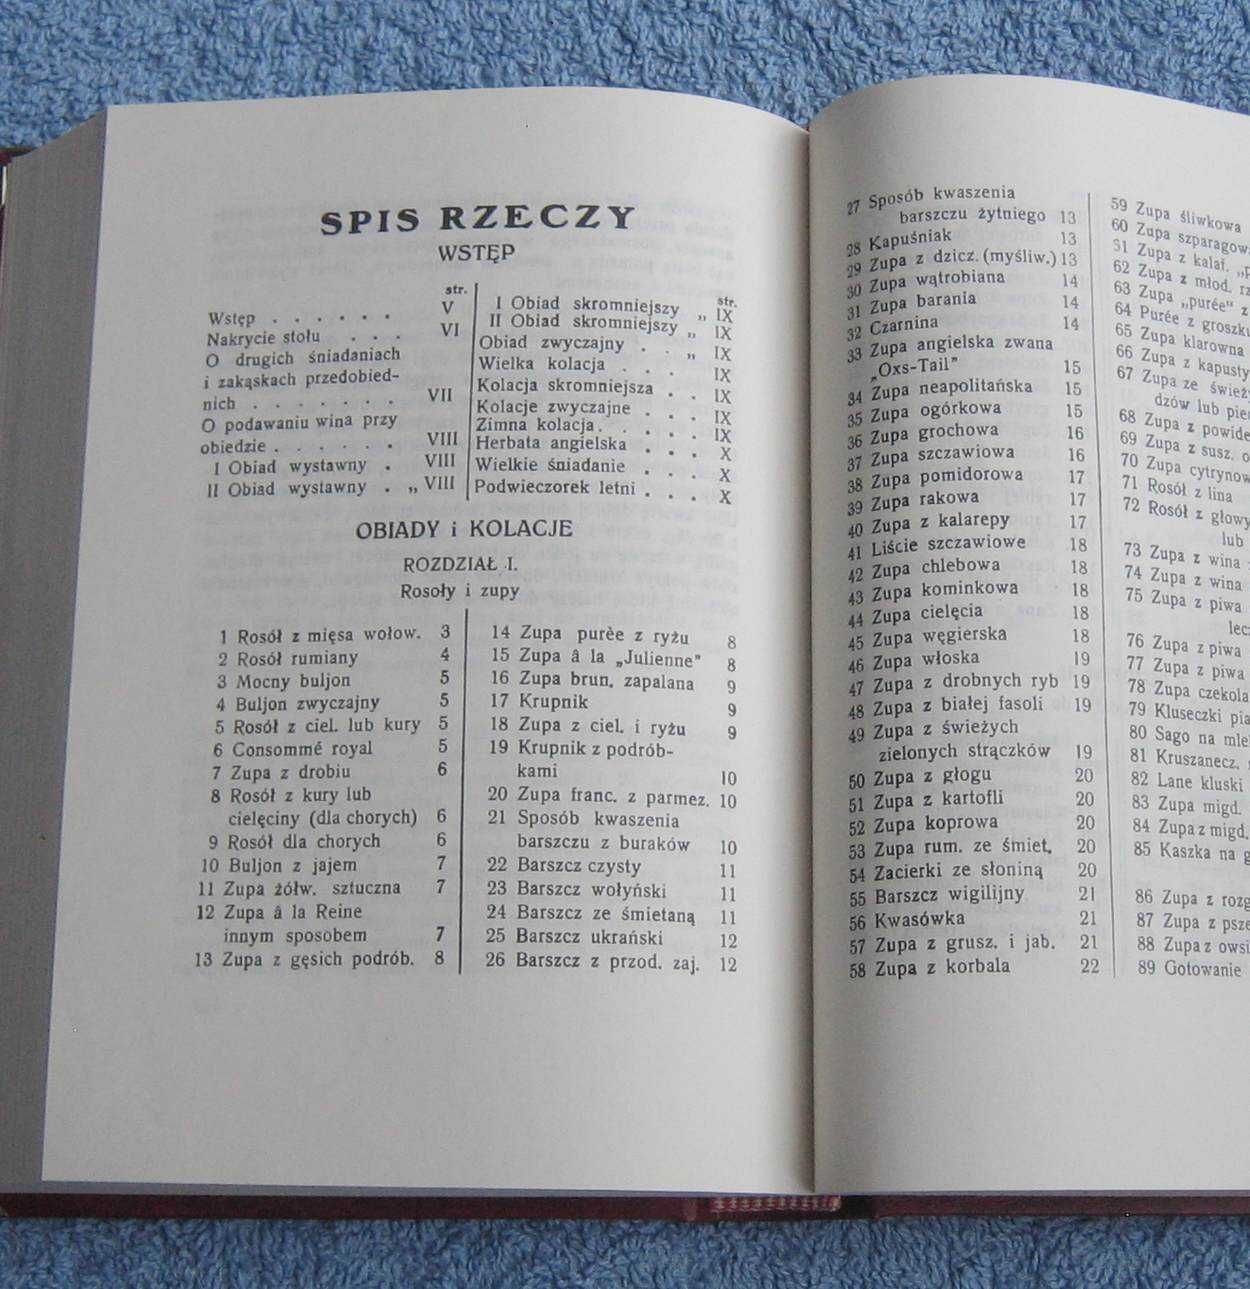 SPIS RZECZY
WSTĘP
str.
Wstęp . . . . . . V
Nakrycie stołu . . . VI
O drugich śniadaniach
i zakąskach przedobied-
nich . . . . . . . VII
O podawaniu wina przy
obiedzie . . . . . . VIII
I Obiad wystawny . VIII
II Obiad wystawny . „ VIII
str.
I Obiad skromniejszy „ IX
II Obiad skromniejszy „ IX
Obiad zwyczajny . . „ IX
Wielka kolacja . . . IX
Kolacja skromniejsza . . IX
Kolacje zwyczajne . . . IX
Zimna kolacja . . . . IX
Herbata angielska . . . X
Wielkie śniadanie . . . X
Podwieczorek letni . . . X
OBIADY i KOLACJE
ROZDZIAŁ I.
Rosoły i zupy
1 Rosół z mięsa wołow. 3
2 Rosół rumiany 4
3 Mocny buljon 5
4 Buljon zwyczajny 5
5 Rosół z ciel. lub kury 5
6 Consommé royal 5
7 Zupa z drobiu 6
8 Rosół z kury lub
cielęciny (dla chorych) 6
9 Rosół dla chorych 6
10 Buljon z jajem 7
11 Zupa żółw. sztuczna 7
12 Zupa â la Reine
innym sposobem 7
13 Zupa z gęsich podrób. 8
14 Zupa purèe z ryżu 8
15 Zupa â la „Julienne" 8
16 Zupa brun. zapalana 9
17 Krupnik 9
18 Zupa z ciel. i ryżu 9
19 Krupnik z podrób-
kami 10
20 Zupa franc. z parmez. 10
21 Sposób kwaszenia
barszczu z buraków 10
22 Barszcz czysty 11
23 Barszcz wołyński 11
24 Barszcz ze śmietaną 11
25 Barszcz ukrański 12
26 Barszcz z przod. zaj. 12
27 Sposób kwaszenia
barszczu żytniego 13
28 Kapuśniak 13
29 Zupa z dzicz. (myśliw.) 13
30 Zupa wątrobiana 14
31 Zupa barania 14
32 Czarnina 14
33 Zupa angielska zwana
„Oxs-Tail" 15
34 Zupa neapolitańska 15
35 Zupa ogórkowa 15
36 Zupa grochowa 16
37 Zupa szczawiowa 16
38 Zupa pomidorowa 17
39 Zupa rakowa 17
40 Zupa z kalarepy 17
41 Liście szczawiowe 18
42 Zupa chlebowa 18
43 Zupa kominkowa 18
44 Zupa cielęcia 18
45 Zupa węgierska 18
46 Zupa włoska 19
47 Zupa z drobnych ryb 19
48 Zupa z białej fasoli 19
49 Zupa z świeżych
zielonych strączków 19
50 Zupa z głogu 20
51 Zupa z kartofli 20
52 Zupa koprowa 20
53 Zupa rum. ze śmiet. 20
54 Zacierki ze słoniną 20
55 Barszcz wigilijny 21
56 Kwasówka 21
57 Zupa z grusz. i jab. 21
58 Zupa z korbala 22
59 Zupa śliwkowa
60 Zupa szparagow
31 Zupa z kalaf. „p
62 Zupa z młod. rz
63 Zupa „purée" z
64 Purée z groszk
65 Zupa klarowna
66 Zupa z kapusty
67 Zupa ze śwież
dzów lub pie
68 Zupa z powide
69 Zupa z susz. o
70 Zupa cytrynow
71 Rosół z lina
72 Rosół z głowy
lub
73 Zupa z wina
74 Zupa z wina
75 Zupa z piwa
lec
76 Zupa z piwa
77 Zupa z piwa
78 Zupa czekola
79 Kluseczki pia
80 Sago na mle
81 Kruszanecz.
82 Lane kluski
83 Zupa migd.
84 Zupa z migd.
85 Kaszka na g
86 Zupa z rozg
87 Zupa z psze
88 Zupa z owsi
89 Gotowanie